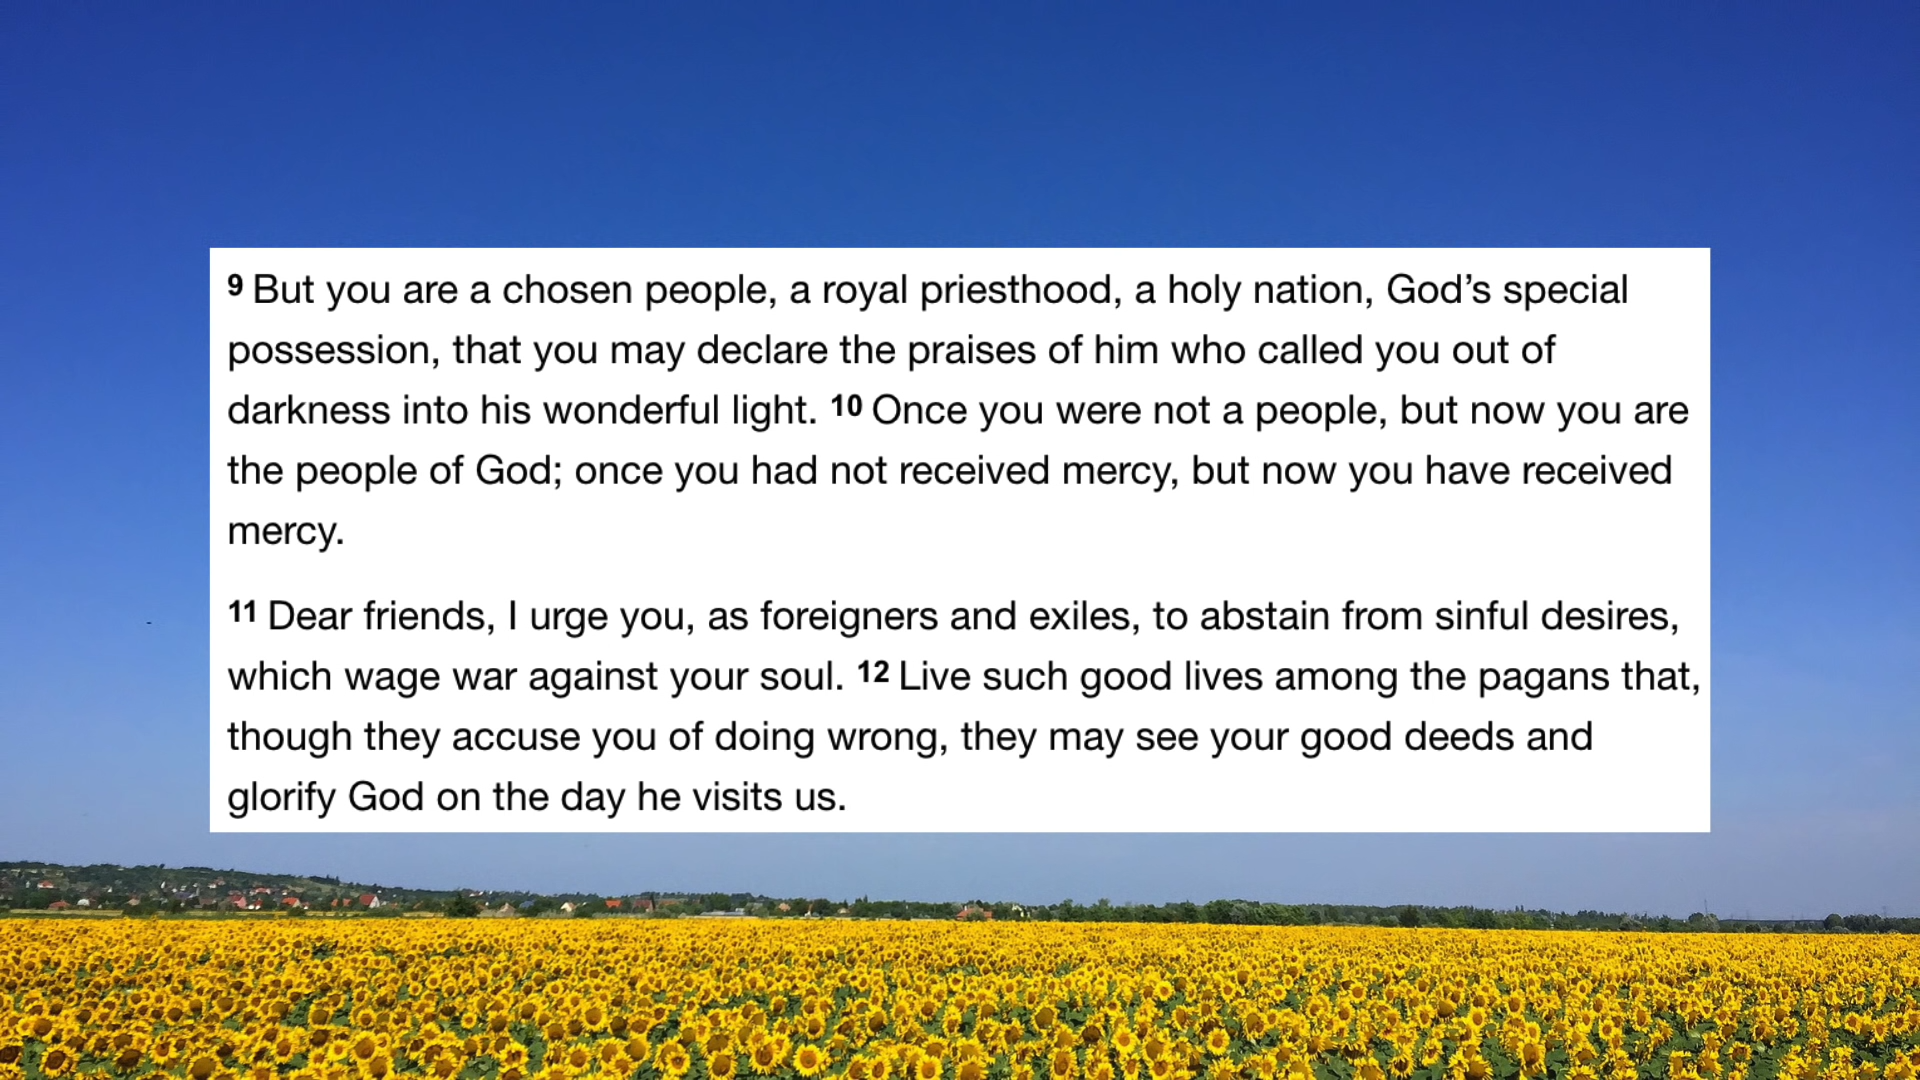 9 But you are a chosen people, a royal priesthood, a holy nation, God’s special
possession, that you may declare the praises of him who called you out of
darkness into his wonderful light. 10 Once you were not a people, but now you are
the people of God; once you had not received mercy, but now you have received
mercy.
11 Dear friends, I urge you, as foreigners and exiles, to abstain from sinful desires,
which wage war against your soul. 12 Live such good lives among the pagans that,
though they accuse you of doing wrong, they may see your good deeds and
glorify God on the day he visits us.